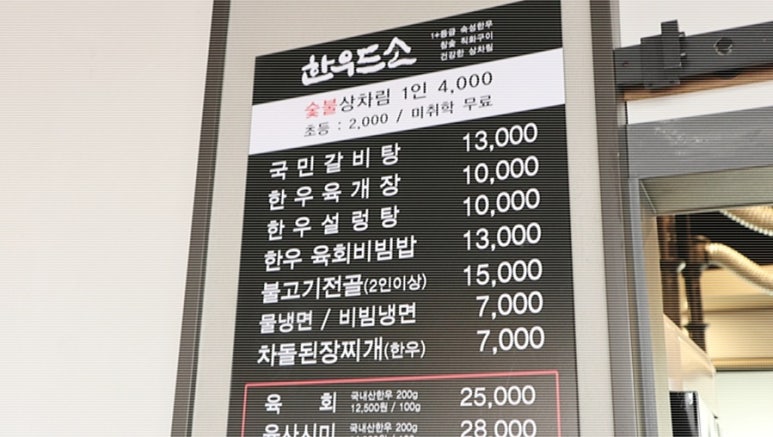 한우드소
1+등급 숙성한우
참숯 직화구이
건강한 상차림
숯불상차림 1인 4,000
초등 : 2,000 / 미취학 무료
국민갈비탕 13,000
한우육개장 10,000
한우설렁탕 10,000
한우 육회비빔밥 13,000
불고기전골(2인이상) 15,000
물냉면 / 비빔냉면 7,000
차돌된장찌개(한우) 7,000
육 회 국내산한우 200g 25,000
12,500원 / 100g
육사시미 국내산한우 200g 28,000